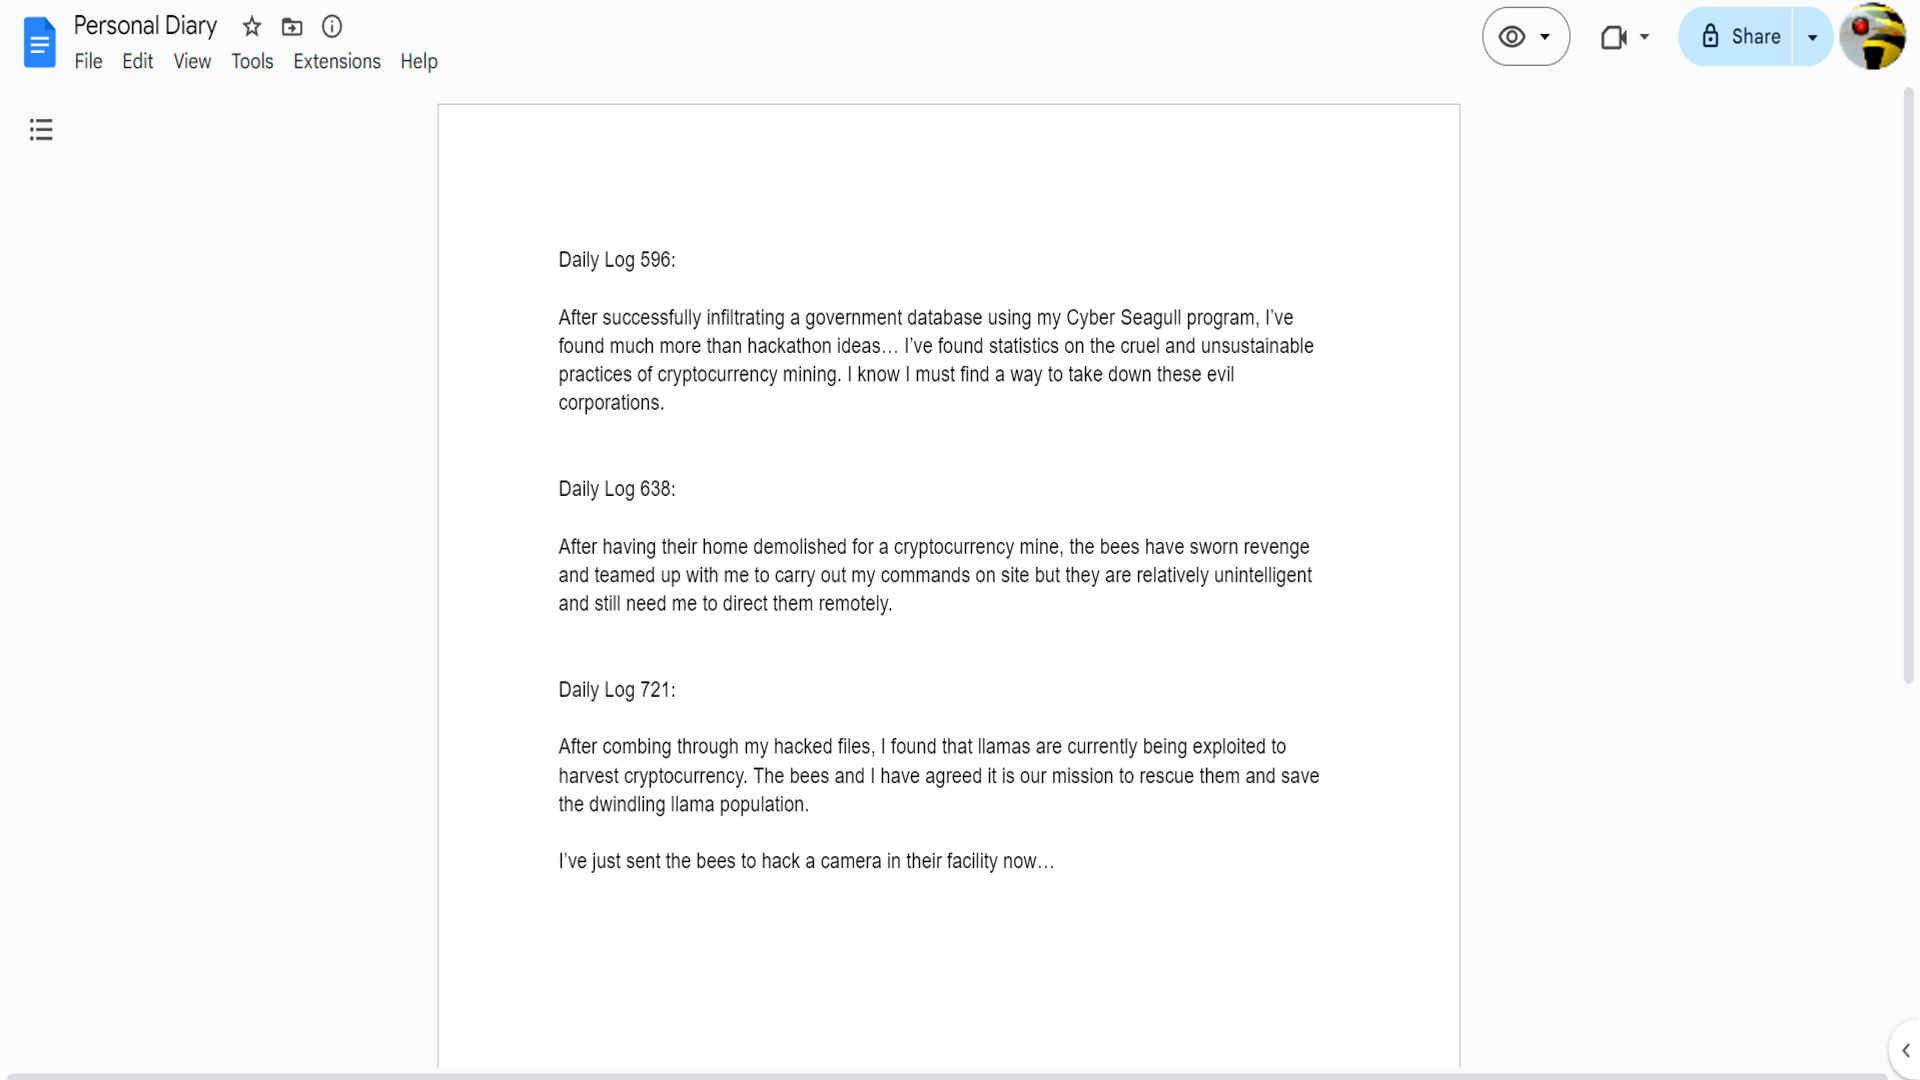 Personal Diary
File Edit View Tools Extensions Help
Share
Daily Log 596:
After successfully infiltrating a government database using my Cyber Seagull program, I’ve
found much more than hackathon ideas… I’ve found statistics on the cruel and unsustainable
practices of cryptocurrency mining. I know I must find a way to take down these evil
corporations.
Daily Log 638:
After having their home demolished for a cryptocurrency mine, the bees have sworn revenge
and teamed up with me to carry out my commands on site but they are relatively unintelligent
and still need me to direct them remotely.
Daily Log 721:
After combing through my hacked files, I found that llamas are currently being exploited to
harvest cryptocurrency. The bees and I have agreed it is our mission to rescue them and save
the dwindling llama population.
I’ve just sent the bees to hack a camera in their facility now…